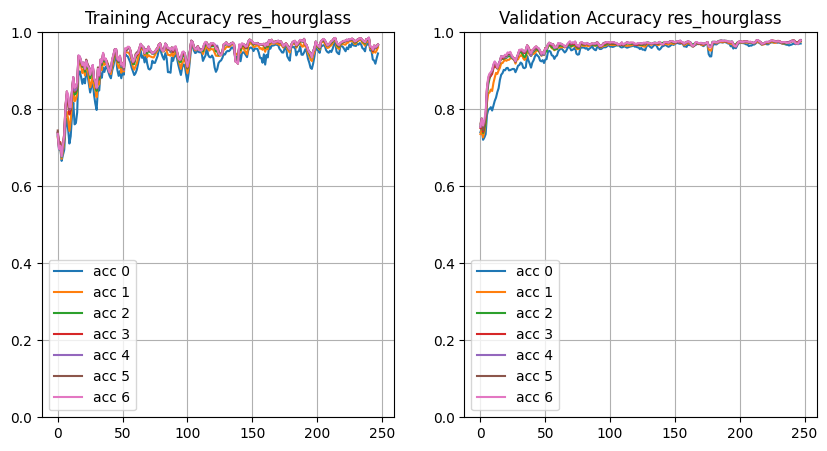 Training Accuracy res_hourglass
1.0
0.8
0.6
0.4
0.2
0.0
acc 0
acc 1
acc 2
acc 3
acc 4
acc 5
acc 6
0 50 100 150 200 250
Validation Accuracy res_hourglass
1.0
0.8
0.6
0.4
0.2
0.0
acc 0
acc 1
acc 2
acc 3
acc 4
acc 5
acc 6
0 50 100 150 200 250